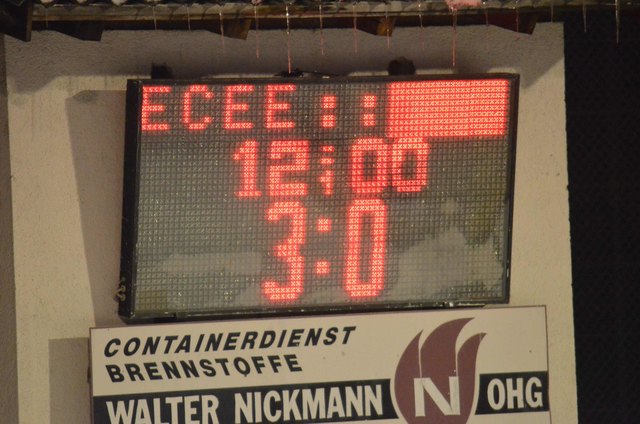 ECEE::
12:00
3:0
CONTAINERDIENST
BRENNSTOFFE
WALTER NICKMANN N OHG